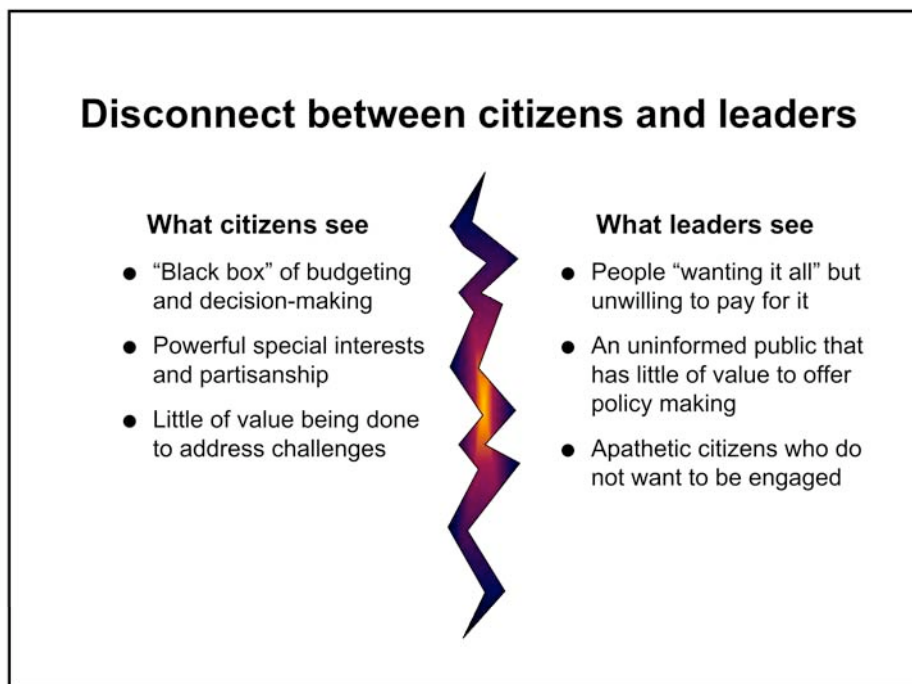 Disconnect between citizens and leaders
What citizens see
● “Black box” of budgeting
and decision-making
● Powerful special interests
and partisanship
● Little of value being done
to address challenges
What leaders see
● People “wanting it all” but
unwilling to pay for it
● An uninformed public that
has little of value to offer
policy making
● Apathetic citizens who do
not want to be engaged